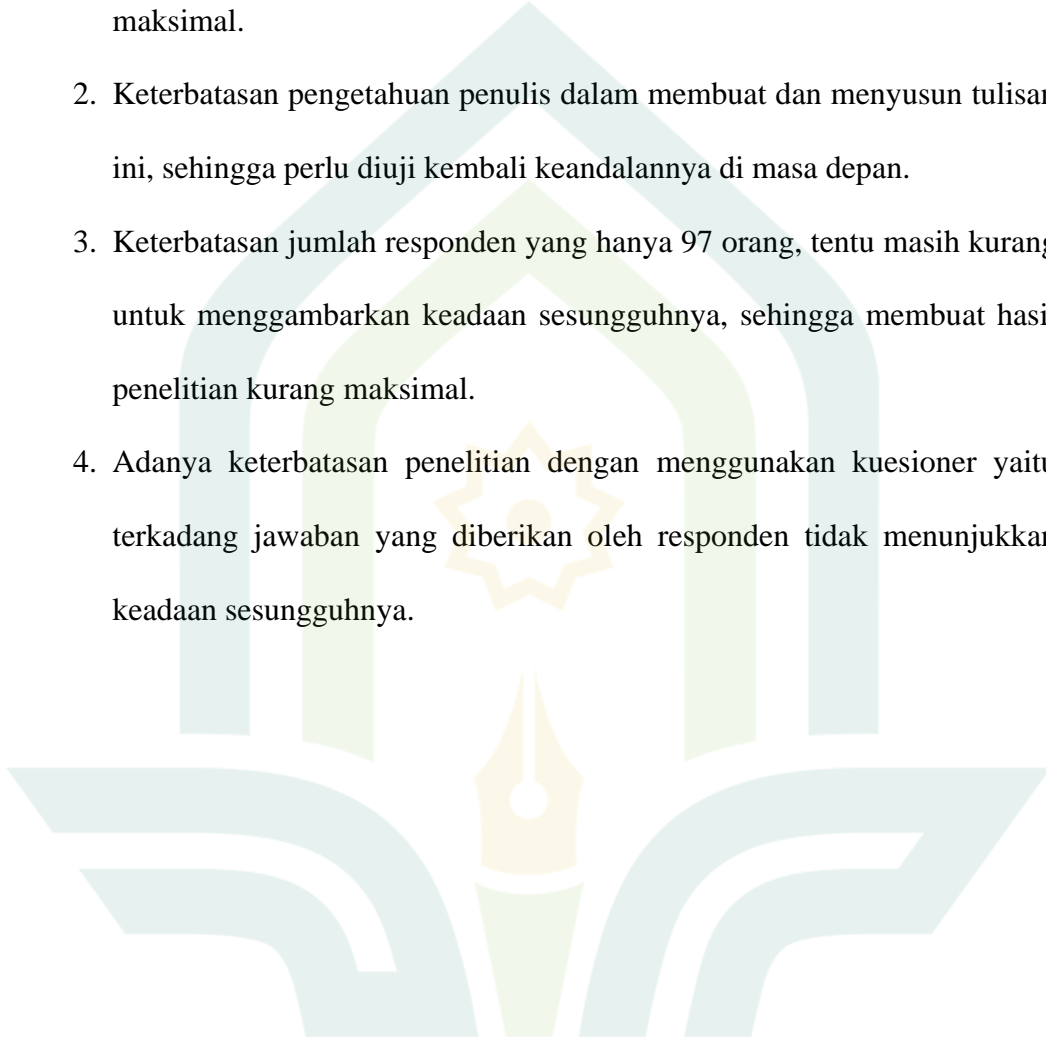 maksimal.
2. Keterbatasan pengetahuan penulis dalam membuat dan menyusun tulisan
ini, sehingga perlu diuji kembali keandalannya di masa depan.
3. Keterbatasan jumlah responden yang hanya 97 orang, tentu masih kurang
untuk menggambarkan keadaan sesungguhnya, sehingga membuat hasil
penelitian kurang maksimal.
4. Adanya keterbatasan penelitian dengan menggunakan kuesioner yaitu
terkadang jawaban yang diberikan oleh responden tidak menunjukkan
keadaan sesungguhnya.